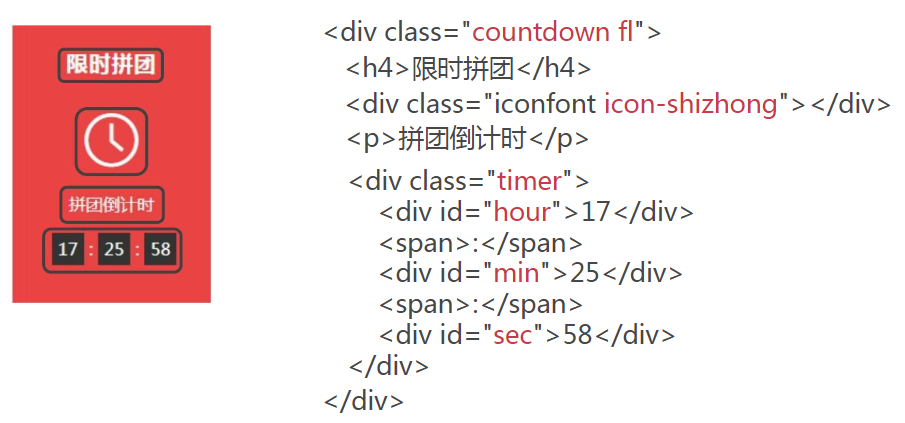 限时拼团
拼团倒计时
17 : 25 : 58
<div class="countdown fl">
<h4>限时拼团</h4>
<div class="iconfont icon-shizhong"></div>
<p>拼团倒计时</p>
<div class="timer">
<div id="hour">17</div>
<span>:</span>
<div id="min">25</div>
<span>:</span>
<div id="sec">58</div>
</div>
</div>